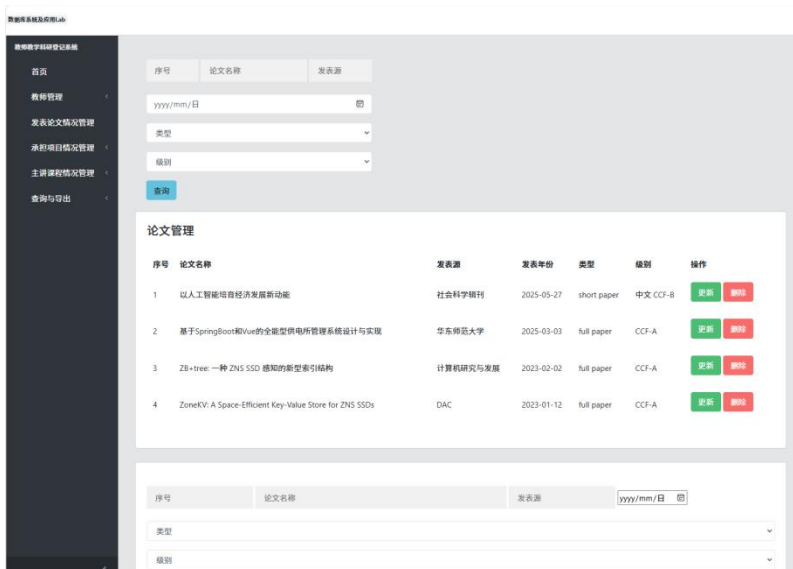 数据库系统及应用Lab
教师教学科研登记系统
首页
教师管理
发表论文情况管理
承担项目情况管理
主讲课程情况管理
查询与导出
序号 论文名称 发表源
yyyy/mm/日
类型
级别
查询
论文管理
序号 论文名称 发表源 发表年份 类型 级别 操作
1 以人工智能培育经济发展新动能 社会科学辑刊 2025-05-27 short paper 中文 CCF-B 更新 删除
2 基于SpringBoot和Vue的全能型供电所管理系统设计与实现 华东师范大学 2025-03-03 full paper CCF-A 更新 删除
3 ZB+tree: 一种 ZNS SSD 感知的新型索引结构 计算机研究与发展 2023-02-02 full paper CCF-A 更新 删除
4 ZoneKV: A Space-Efficient Key-Value Store for ZNS SSDs DAC 2023-01-12 full paper CCF-A 更新 删除
序号 论文名称 发表源 yyyy/mm/日
类型
级别